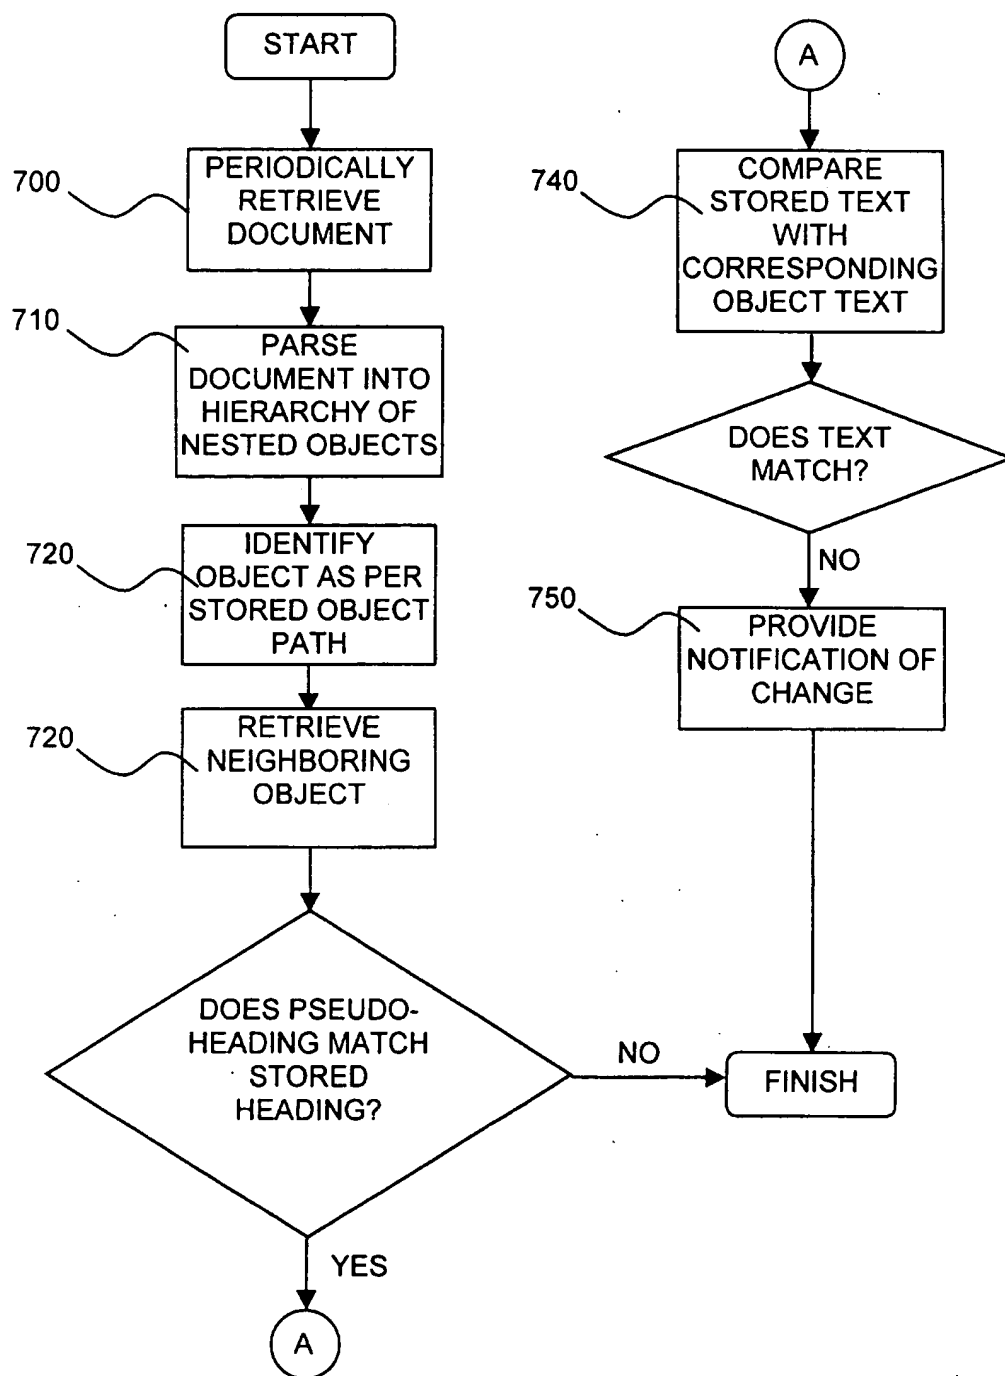 START
700
PERIODICALLY
RETRIEVE
DOCUMENT
710
PARSE
DOCUMENT INTO
HIERARCHY OF
NESTED OBJECTS
720
IDENTIFY
OBJECT AS PER
STORED OBJECT
PATH
720
RETRIEVE
NEIGHBORING
OBJECT
DOES PSEUDO-
HEADING MATCH
STORED
HEADING?
NO
YES
A
A
740
COMPARE
STORED TEXT
WITH
CORRESPONDING
OBJECT TEXT
DOES TEXT
MATCH?
NO
750
PROVIDE
NOTIFICATION OF
CHANGE
FINISH